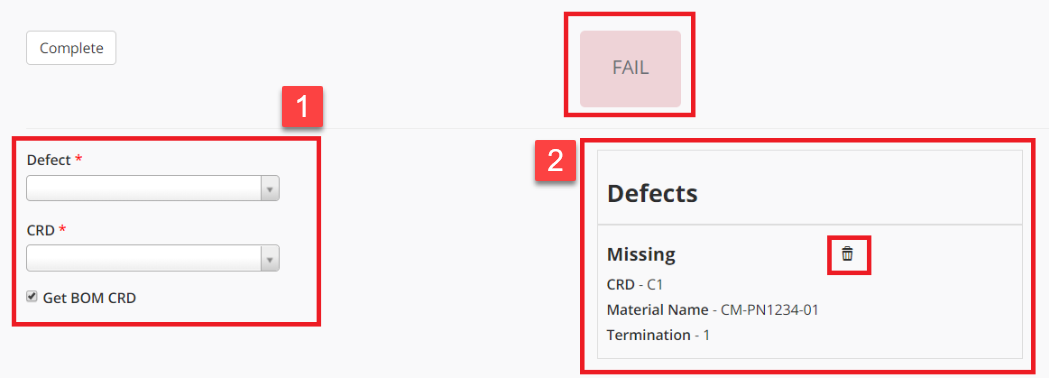 Complete
FAIL
1
Defect *
CRD *
Get BOM CRD
2
Defects
Missing
CRD - C1
Material Name - CM-PN1234-01
Termination - 1